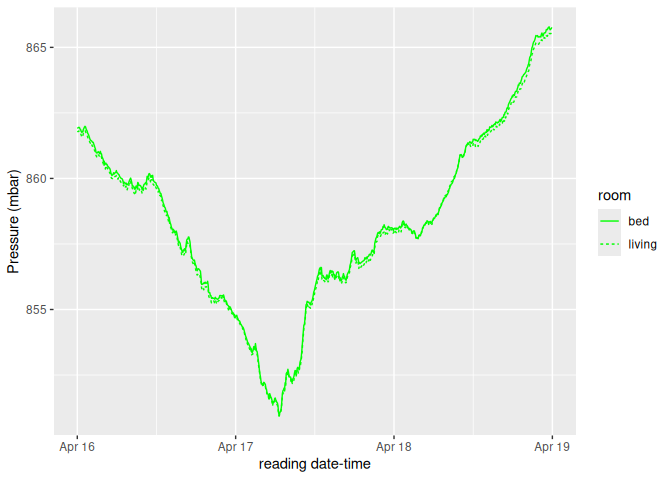 Pressure (mbar)
865
860
855
Apr 16 Apr 17 Apr 18 Apr 19
reading date-time
room
bed
living